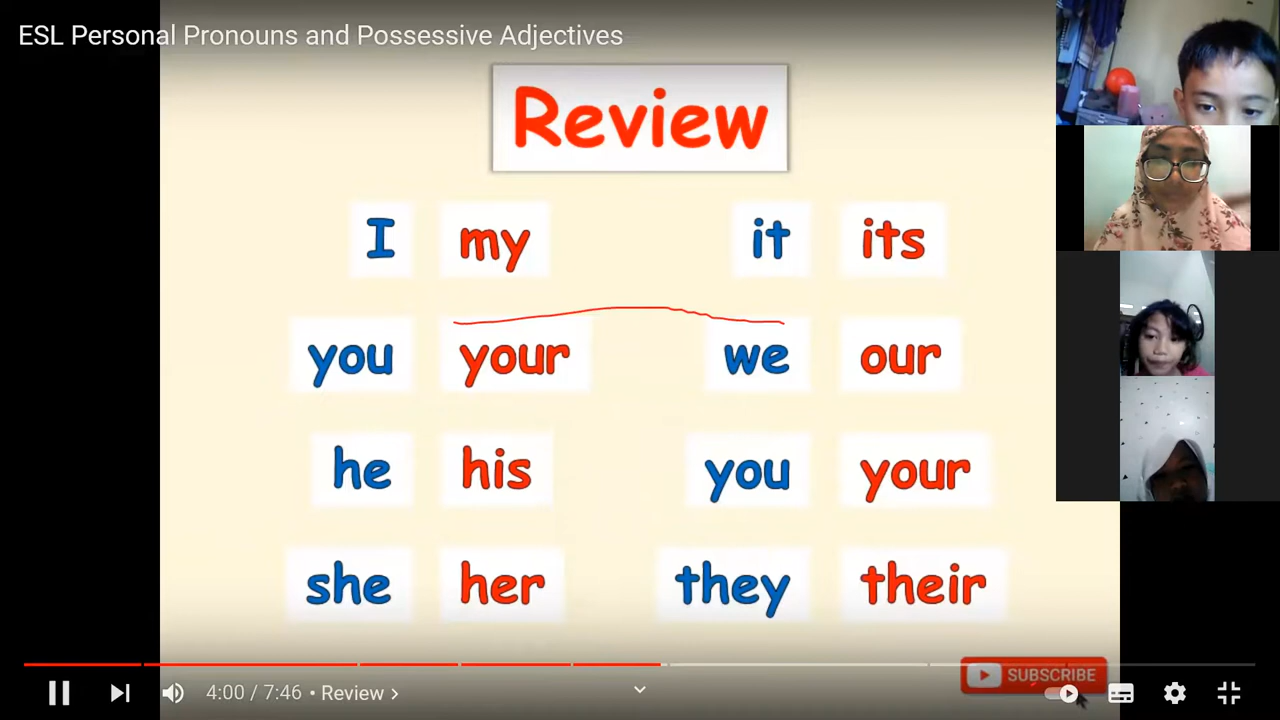 ESL Personal Pronouns and Possessive Adjectives
Review
I my it its
you your we our
he his you your
she her they their
SUBSCRIBE
4:00 / 7:46 • Review >